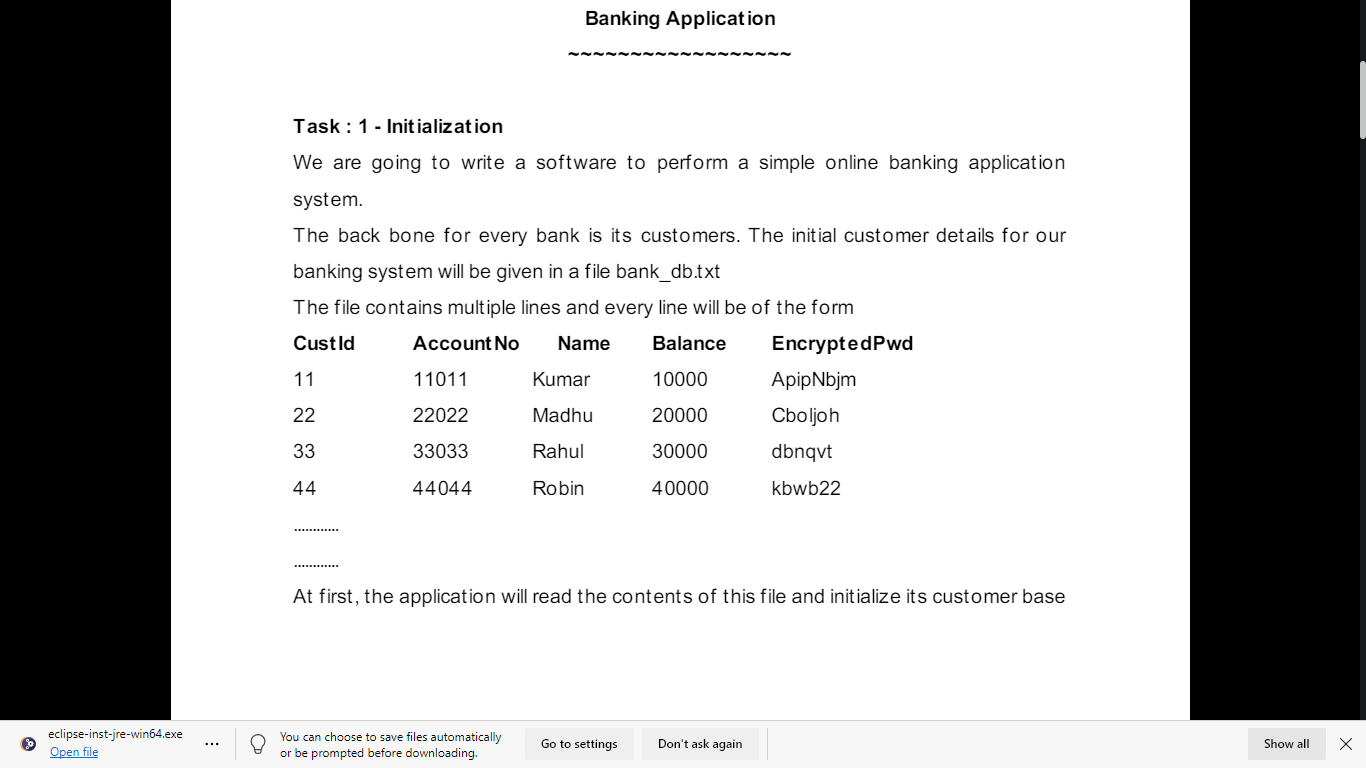 Banking Application
~~~~~~~~~~~~~~~~~~
Task : 1 - Initialization
We are going to write a software to perform a simple online banking application
system.
The back bone for every bank is its customers. The initial customer details for our
banking system will be given in a file bank_db.txt
The file contains multiple lines and every line will be of the form
CustId AccountNo Name Balance EncryptedPwd
11 11011 Kumar 10000 ApipNbjm
22 22022 Madhu 20000 Cboljoh
33 33033 Rahul 30000 dbnqvt
44 44044 Robin 40000 kbwb22
............
............
At first, the application will read the contents of this file and initialize its customer base
eclipse-inst-jre-win64.exe
Open file
...
You can choose to save files automatically
or be prompted before downloading.
Go to settings
Don't ask again
Show all